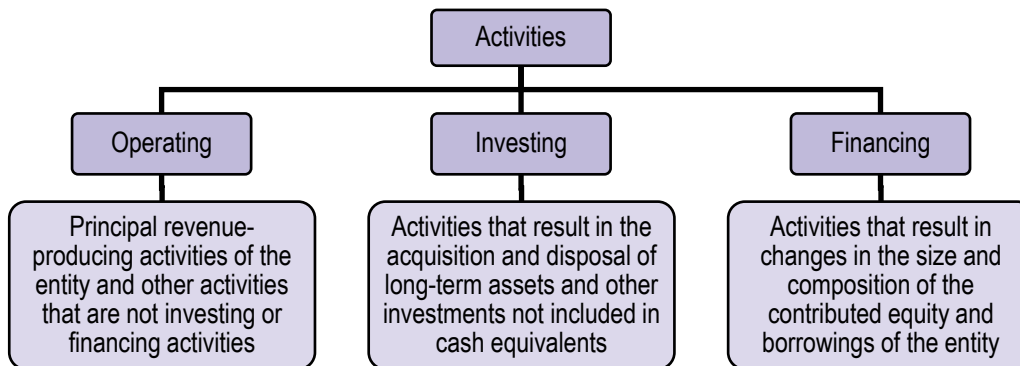 Activities
Operating
Investing
Financing
Principal revenue-
producing activities of the
entity and other activities
that are not investing or
financing activities
Activities that result in the
acquisition and disposal of
long-term assets and other
investments not included in
cash equivalents
Activities that result in
changes in the size and
composition of the
contributed equity and
borrowings of the entity